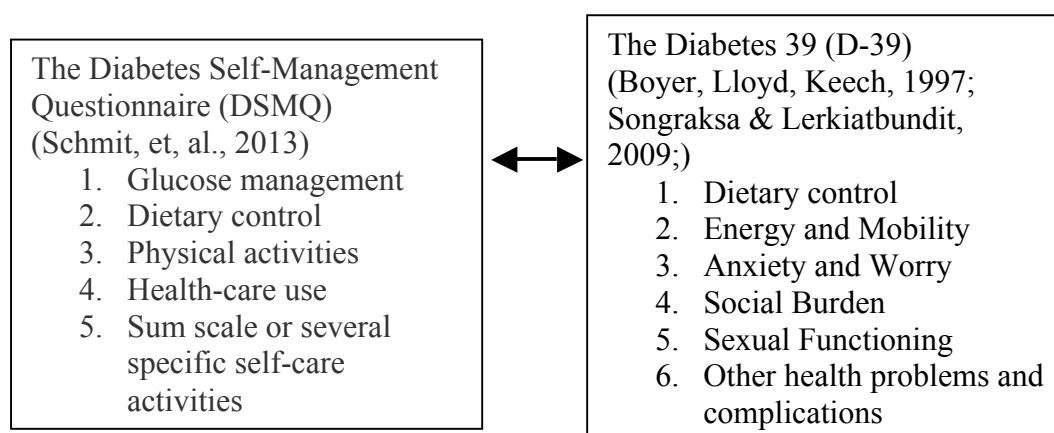 The Diabetes Self-Management
Questionnaire (DSMQ)
(Schmit, et, al., 2013)
1. Glucose management
2. Dietary control
3. Physical activities
4. Health-care use
5. Sum scale or several
specific self-care
activities
The Diabetes 39 (D-39)
(Boyer, Lloyd, Keech, 1997;
Songraksa & Lerkiatbundit,
2009;)
1. Dietary control
2. Energy and Mobility
3. Anxiety and Worry
4. Social Burden
5. Sexual Functioning
6. Other health problems and
complications